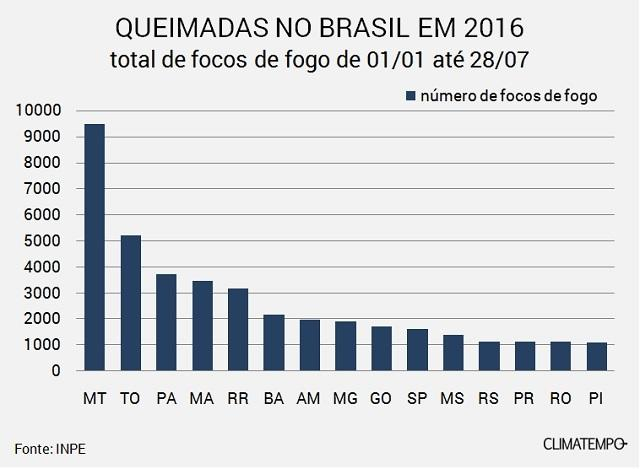 QUEIMADAS NO BRASIL EM 2016
total de focos de fogo de 01/01 até 28/07
número de focos de fogo
10000
9000
8000
7000
6000
5000
4000
3000
2000
1000
0
MT TO PA MA RR BA AM MG GO SP MS RS PR RO PI
Fonte: INPE
CLIMATEMPO